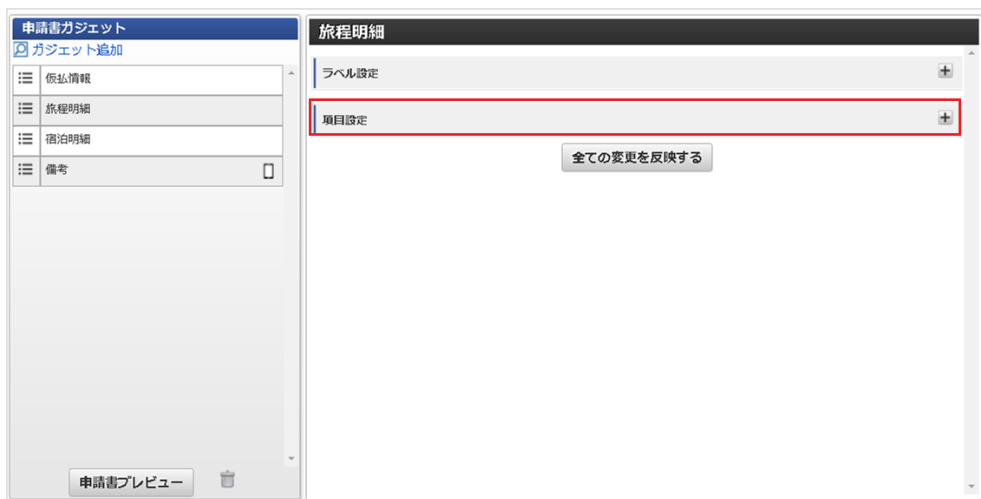 申請書ガジェット
ガジェット追加
仮払情報
旅程明細
宿泊明細
備考
申請書プレビュー
旅程明細
ラベル設定
項目設定
全ての変更を反映する